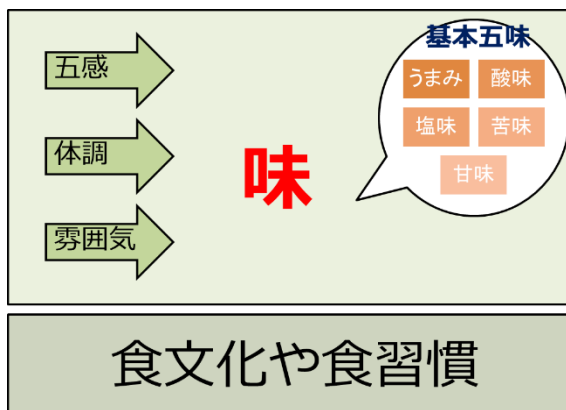 五感
体調
雰囲気
味
基本五味
うまみ 酸味
塩味 苦味
甘味
食文化や食習慣